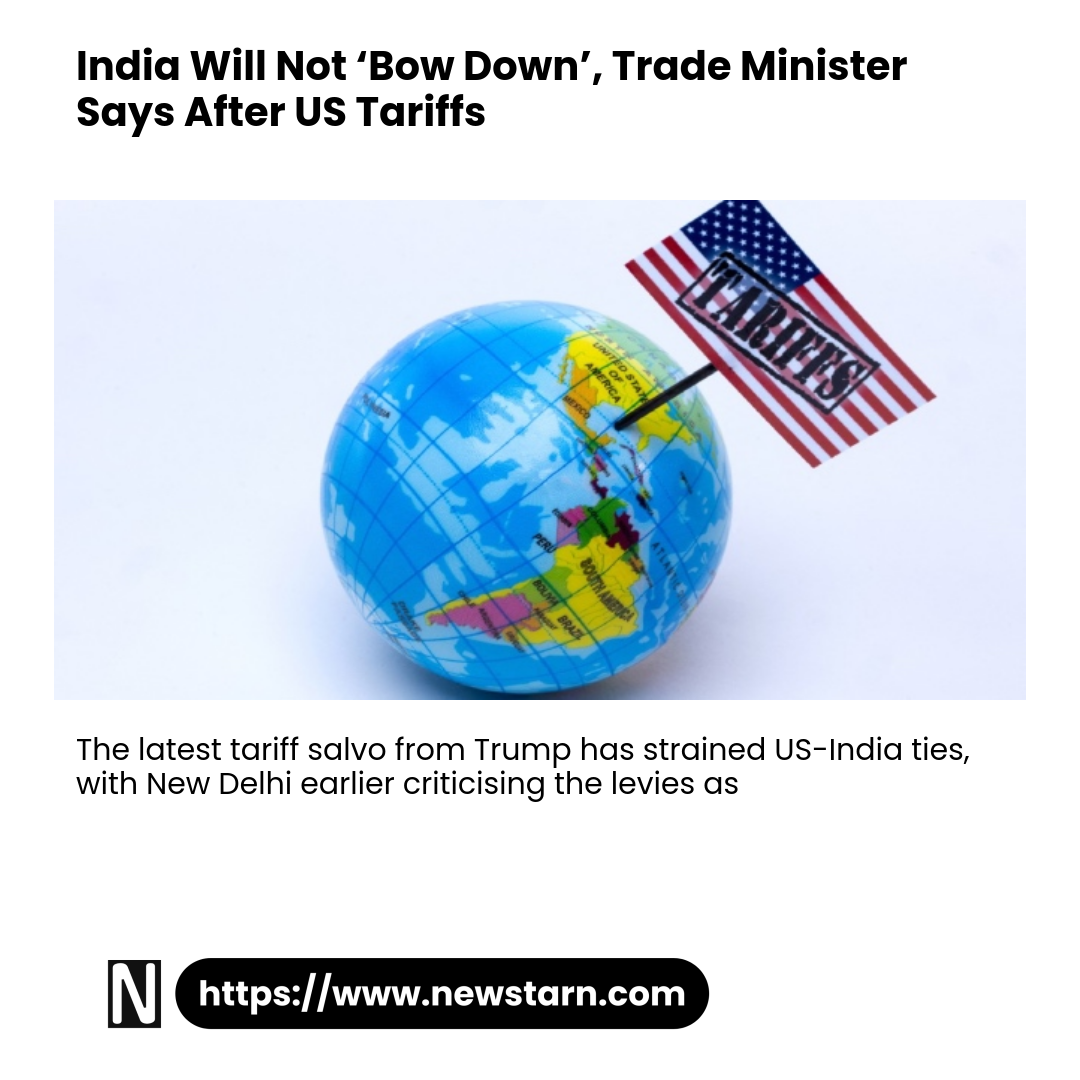 India Will Not ‘Bow Down’, Trade Minister
Says After US Tariffs
TARIFFS
UNITED STATES
OF
AMERICA
MEXICO
PERU
SOUTH AMERICA
BOLIVIA
BRAZIL
The latest tariff salvo from Trump has strained US-India ties,
with New Delhi earlier criticising the levies as
N
https://www.newstarn.com